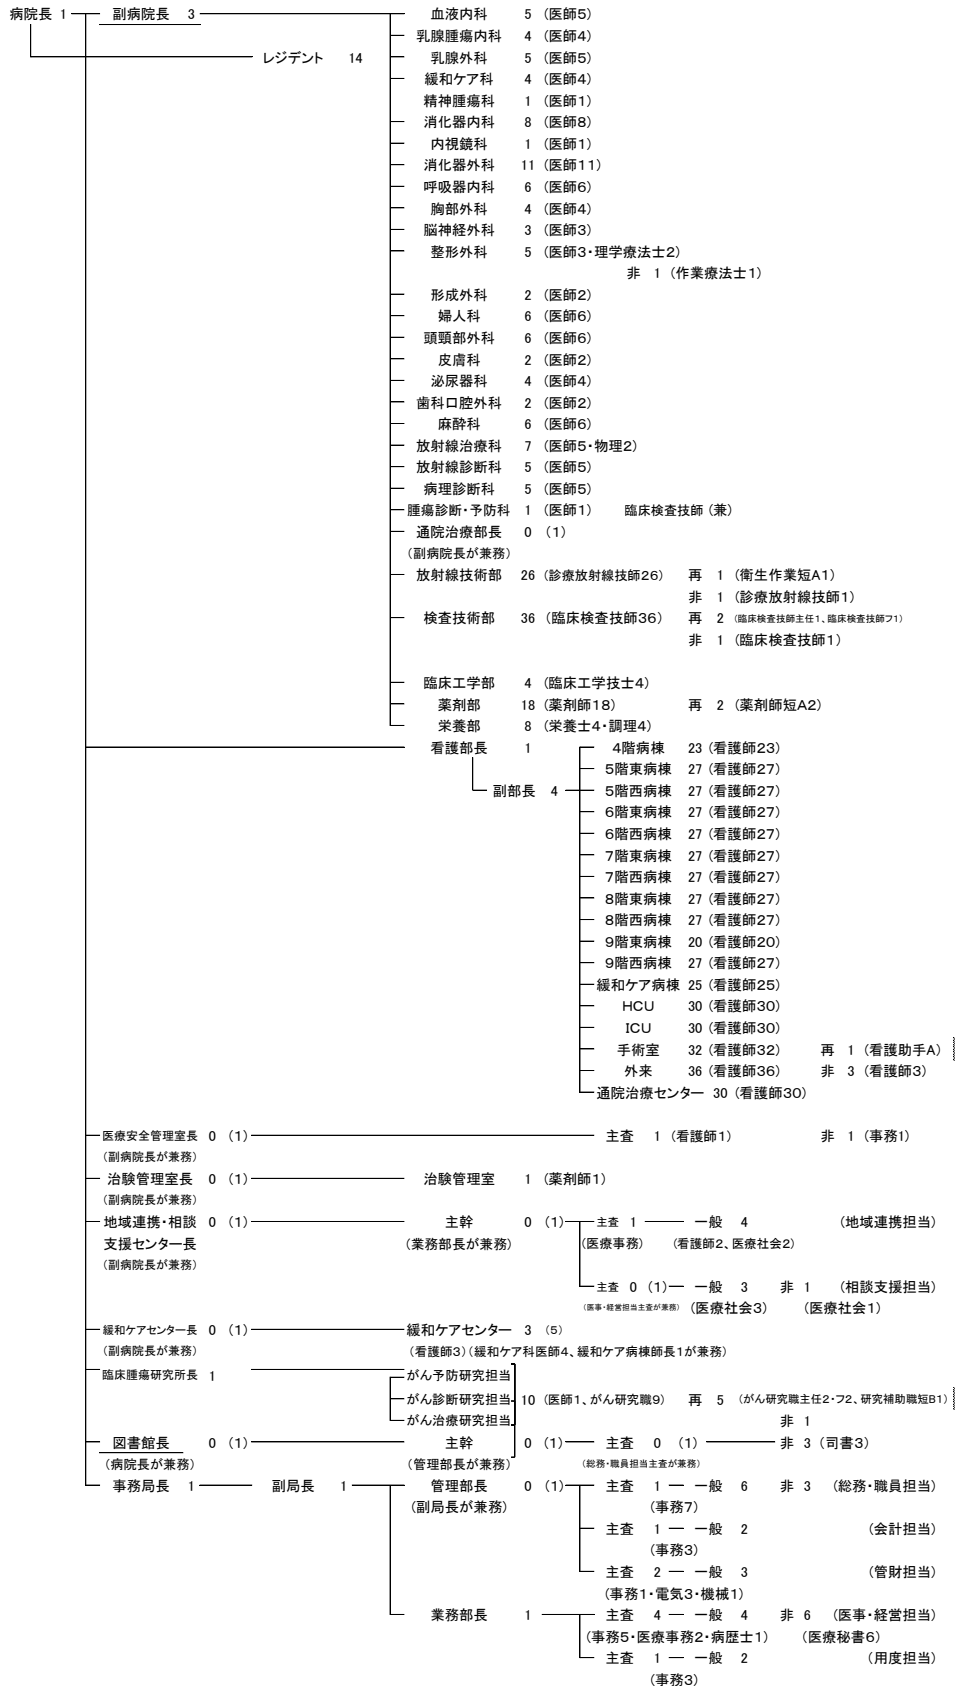 病院長 1 副病院長 3 血液内科 5 (医師5)
乳腺腫瘍内科 4 (医師4)
レジデント 14 乳腺外科 5 (医師5)
緩和ケア科 4 (医師4)
精神腫瘍科 1 (医師1)
消化器内科 8 (医師8)
内視鏡科 1 (医師1)
消化器外科 11 (医師11)
呼吸器内科 6 (医師6)
胸部外科 4 (医師4)
脳神経外科 3 (医師3)
整形外科 5 (医師3・理学療法士2)
非 1 (作業療法士1)
形成外科 2 (医師2)
婦人科 6 (医師6)
頭頸部外科 6 (医師6)
皮膚科 2 (医師2)
泌尿器科 4 (医師4)
歯科口腔外科 2 (医師2)
麻酔科 6 (医師6)
放射線治療科 7 (医師5・物理2)
放射線診断科 5 (医師5)
病理診断科 5 (医師5)
腫瘍診断・予防科 1 (医師1) 臨床検査技師(兼)
通院治療部長 0 (1)
(副病院長が兼務)
放射線技術部 26 (診療放射線技師26) 再 1 (衛生作業短A1)
非 1 (診療放射線技師1)
検査技術部 36 (臨床検査技師36) 再 2 (臨床検査技師主任1、臨床検査技師フ1)
非 1 (臨床検査技師1)
臨床工学部 4 (臨床工学技士4)
薬剤部 18 (薬剤師18) 再 2 (薬剤師短A2)
栄養部 8 (栄養士4・調理4)
看護部長 1 4階病棟 23 (看護師23)
5階東病棟 27 (看護師27)
副部長 4 5階西病棟 27 (看護師27)
6階東病棟 27 (看護師27)
6階西病棟 27 (看護師27)
7階東病棟 27 (看護師27)
7階西病棟 27 (看護師27)
8階東病棟 27 (看護師27)
8階西病棟 27 (看護師27)
9階東病棟 20 (看護師20)
9階西病棟 27 (看護師27)
緩和ケア病棟 25 (看護師25)
HCU 30 (看護師30)
ICU 30 (看護師30)
手術室 32 (看護師32) 再 1 (看護助手A)
外来 36 (看護師36) 非 3 (看護師3)
通院治療センター 30 (看護師30)
医療安全管理室長 0 (1) 主査 1 (看護師1) 非 1 (事務1)
(副病院長が兼務)
治験管理室長 0 (1) 治験管理室 1 (薬剤師1)
(副病院長が兼務)
地域連携・相談 0 (1) 主幹 0 (1) 主査 1 一般 4 (地域連携担当)
支援センター長 (業務部長が兼務) (医療事務) (看護師2、医療社会2)
(副病院長が兼務)
主査 0 (1) 一般 3 非 1 (相談支援担当)
(医事・経営担当主査が兼務) (医療社会3) (医療社会1)
緩和ケアセンター長 0 (1) 緩和ケアセンター 3 (5)
(副病院長が兼務) (看護師3)(緩和ケア科医師4、緩和ケア病棟師長1が兼務)
臨床腫瘍研究所長 1 がん予防研究担当
がん診断研究担当 10 (医師1、がん研究職9) 再 5 (がん研究職主任2・フ2、研究補助職短B1)
がん治療研究担当 非 1
図書館長 0 (1) 主幹 0 (1) 主査 0 (1) 非 3 (司書3)
(病院長が兼務) (管理部長が兼務) (総務・職員担当主査が兼務)
事務局長 1 副局長 1 管理部長 0 (1) 主査 1 一般 6 非 3 (総務・職員担当)
(副局長が兼務) (事務7)
主査 1 一般 2 (会計担当)
(事務3)
主査 2 一般 3 (管財担当)
(事務1・電気3・機械1)
業務部長 1 主査 4 一般 4 非 6 (医事・経営担当)
(事務5・医療事務2・病歴士1) (医療秘書6)
主査 1 一般 2 (用度担当)
(事務3)